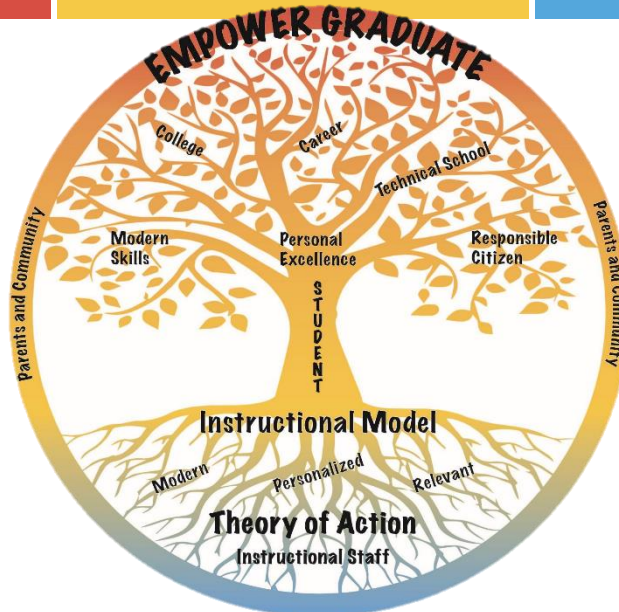 EMPOWER GRADUATE
College
Career
Technical School
Modern
Skills
Personal
Excellence
Responsible
Citizen
Parents and Community
Parents and Community
STUDENT
Instructional Model
Modern
Personalized
Relevant
Theory of Action
Instructional Staff